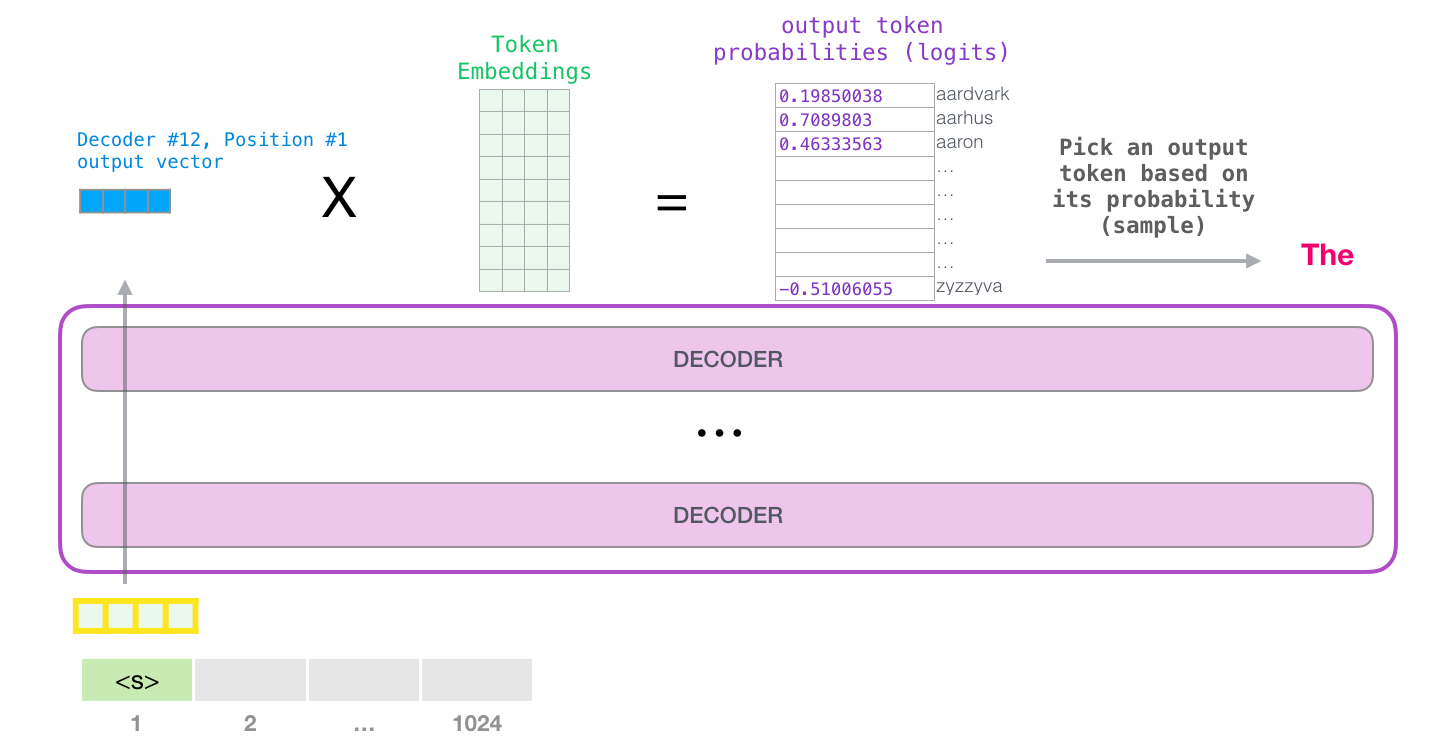 output token
probabilities (logits)
Token
Embeddings
0.19850038 aardvark
0.7089803 aarhus
0.46333563 aaron
...
...
...
...
...
-0.51006055 zyzzyva
Decoder #12, Position #1
output vector
X
=
Pick an output
token based on
its probability
(sample)
The
DECODER
...
DECODER
<s>
1 2 ... 1024